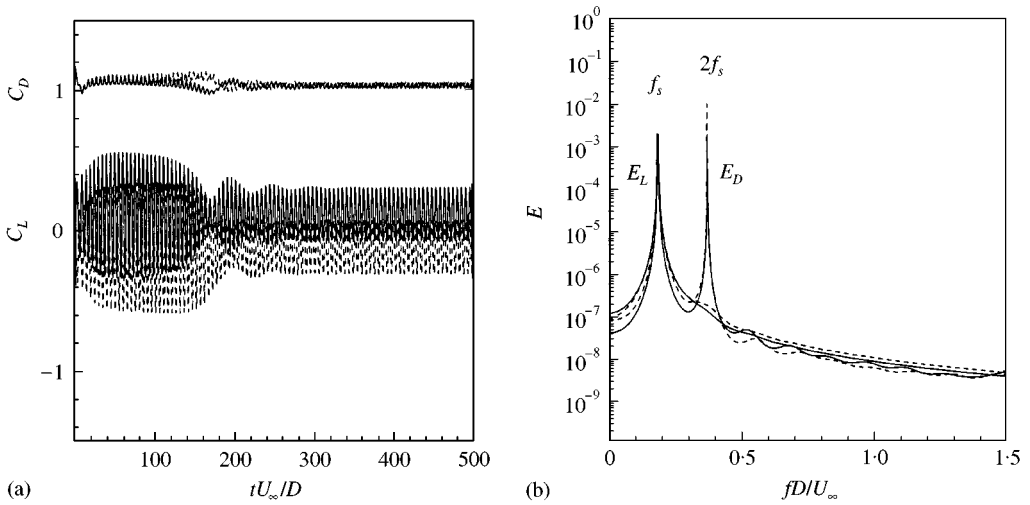 C_D
1
C_L
0
−1
100
200
300
400
500
tU_∞/D
(a)
10^0
10^-1
10^-2
10^-3
10^-4
10^-5
10^-6
10^-7
10^-8
10^-9
E
f_s
2f_s
E_L
E_D
0
0·5
1·0
1·5
fD/U_∞
(b)